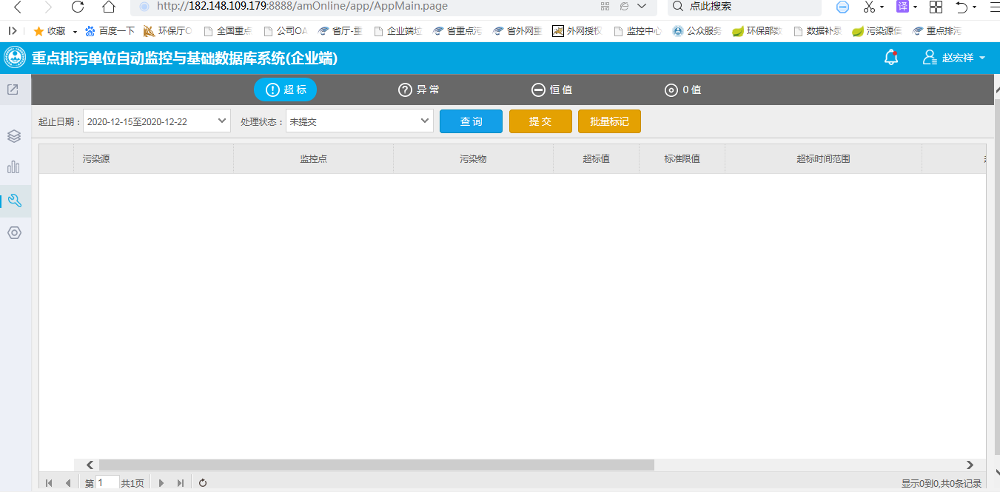 http://182.148.109.179:8888/amOnline/app/AppMain.page 点此搜索 译
收藏 百度一下 环保厅O 全国重点 公司OA 省厅-重 企业端垃 省重点污 省外网重 外网授权 监控中心 公众服务 环保部数 数据补录 污染源信 重点排污
重点排污单位自动监控与基础数据库系统(企业端) 赵宏祥
超标 异常 恒值 0值
起止日期： 2020-12-15至2020-12-22 处理状态： 未提交 查询 提交 批量标记
污染源 监控点 污染物 超标值 标准限值 超标时间范围
第 1 共1页 显示0到0,共0条记录